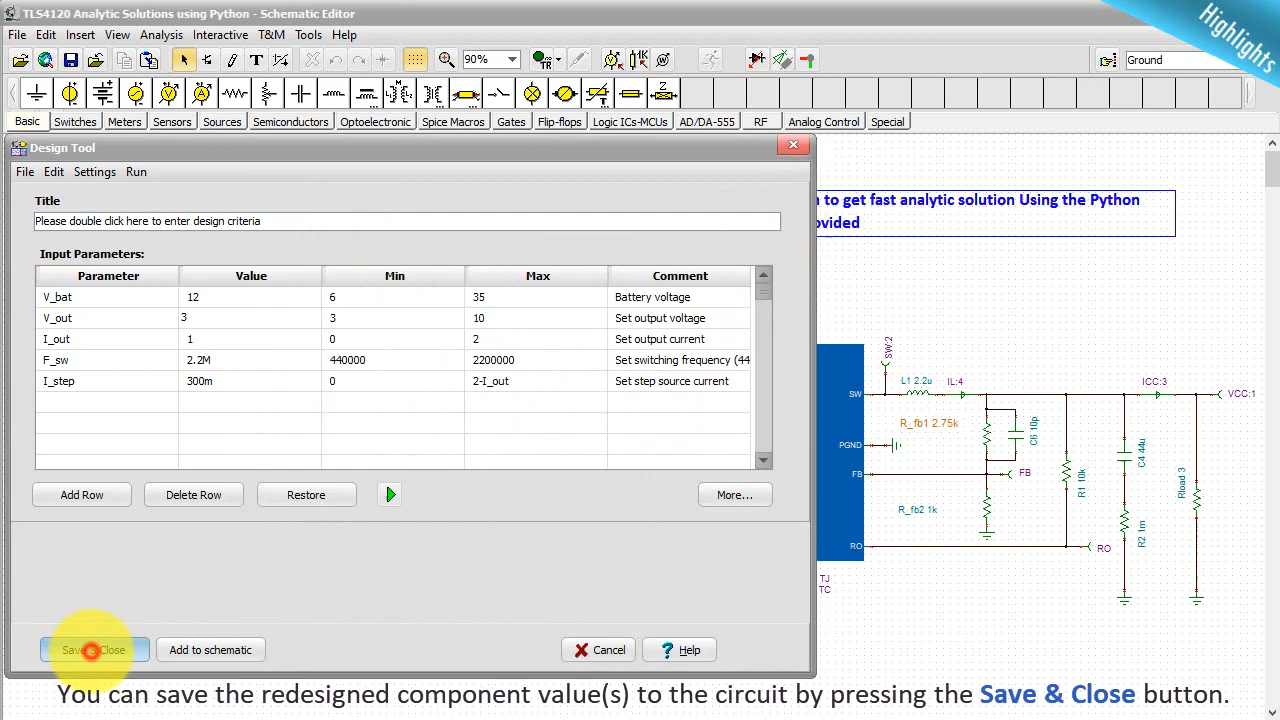 TLS4120 Analytic Solutions using Python - Schematic Editor
Highlights
File Edit Insert View Analysis Interactive T&M Tools Help
90%
Ground
Basic Switches Meters Sensors Sources Semiconductors Optoelectronic Spice Macros Gates Flip-flops Logic ICs-MCUs AD/DA-555 RF Analog Control Special
Design Tool
File Edit Settings Run
Title
Please double click here to enter design criteria
Input Parameters:
Parameter Value Min Max Comment
V_bat 12 6 35 Battery voltage
V_out 3 3 10 Set output voltage
I_out 1 0 2 Set output current
F_sw 2.2M 440000 2200000 Set switching frequency (44
I_step 300m 0 2-I_out Set step source current
Add Row Delete Row Restore More...
Save & Close Add to schematic Cancel Help
n to get fast analytic solution Using the Python
ovided
SW:2
SW
L1 2.2u
IL:4
ICC:3
VCC:1
R_fb1 2.75k
C6 10p
PGND
FB
FB
R1 10k
C4 44u
Rload 3
R_fb2 1k
R2 1m
RO
RO
TJ
TC
You can save the redesigned component value(s) to the circuit by pressing the Save & Close button.